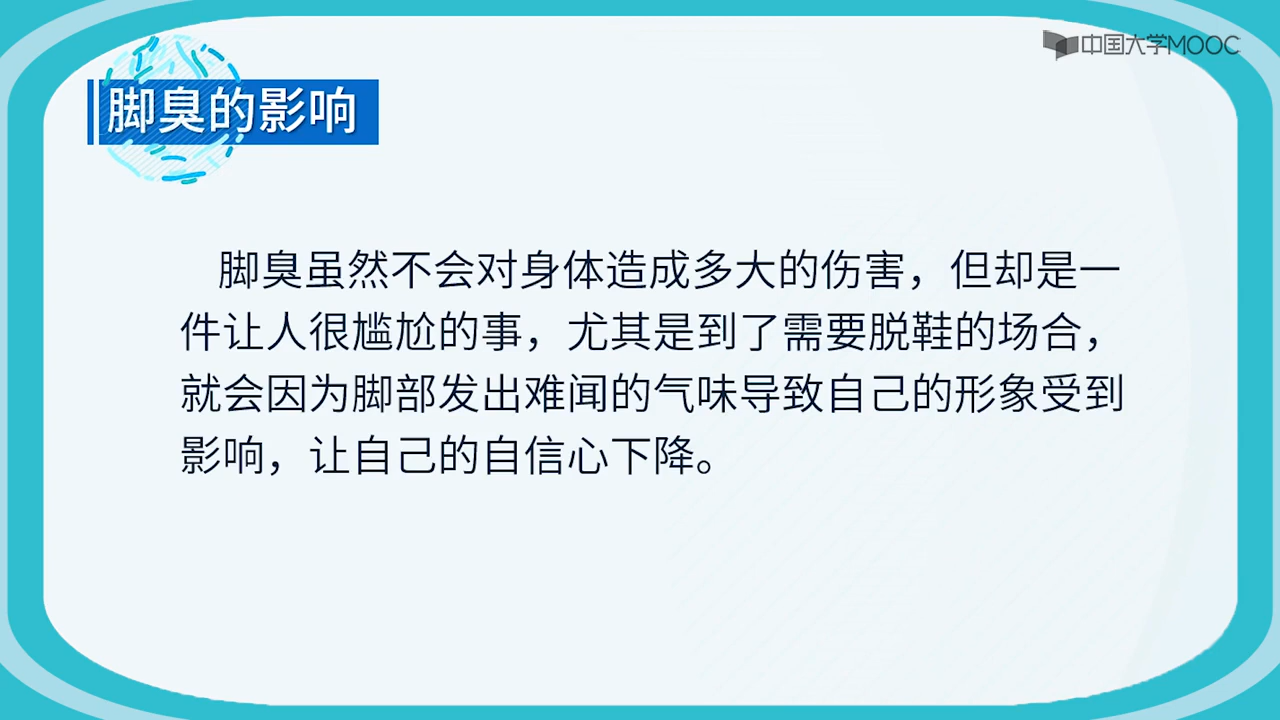 中国大学MOOC
脚臭的影响
脚臭虽然不会对身体造成多大的伤害，但却是一
件让人很尴尬的事，尤其是到了需要脱鞋的场合，
就会因为脚部发出难闻的气味导致自己的形象受到
影响，让自己的自信心下降。